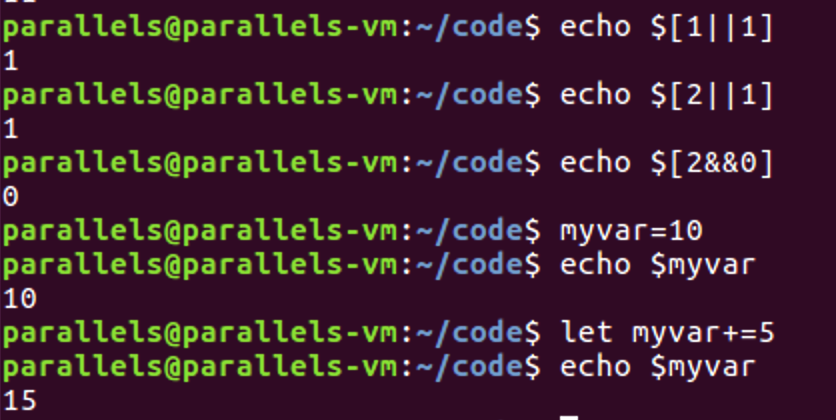 parallels@parallels-vm:~/code$ echo $[1||1]
1
parallels@parallels-vm:~/code$ echo $[2||1]
1
parallels@parallels-vm:~/code$ echo $[2&&0]
0
parallels@parallels-vm:~/code$ myvar=10
parallels@parallels-vm:~/code$ echo $myvar
10
parallels@parallels-vm:~/code$ let myvar+=5
parallels@parallels-vm:~/code$ echo $myvar
15